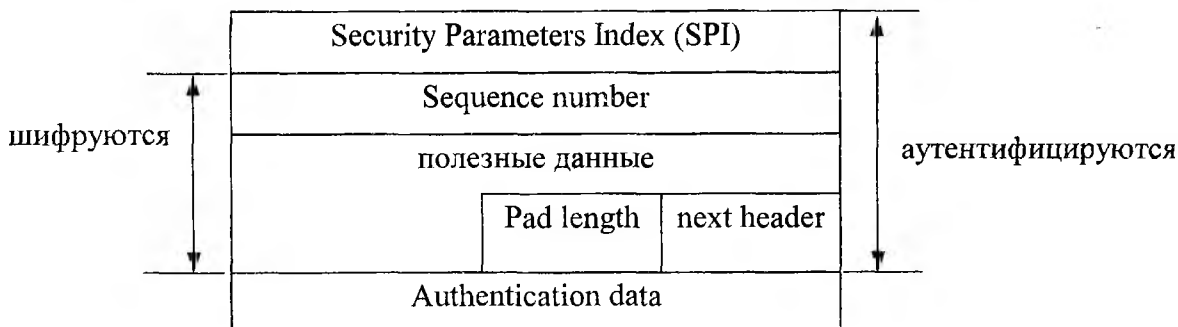 Security Parameters Index (SPI)
Sequence number
шифруются
полезные данные
аутентифицируются
Pad length
next header
Authentication data